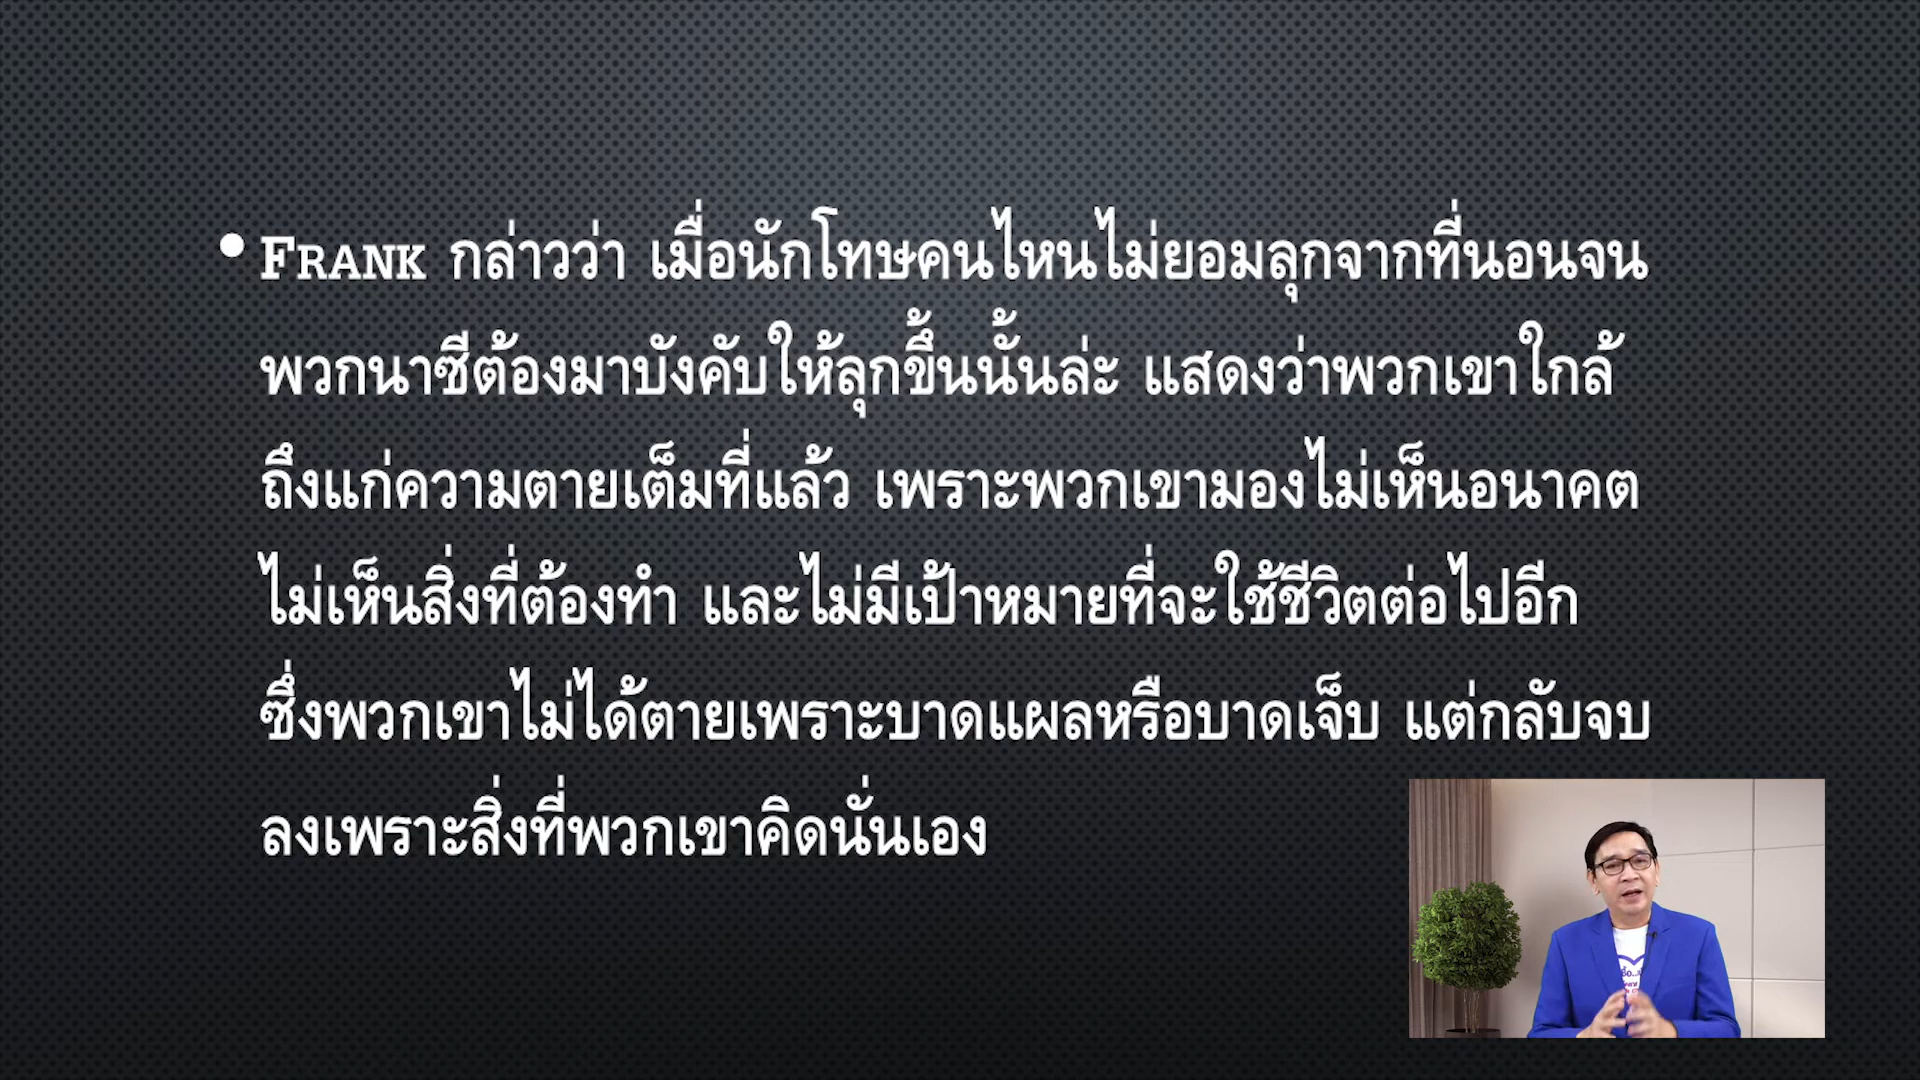 • FRANK กล่าวว่า เมื่อนักโทษคนไหนไม่ยอมลุกจากที่นอนจน
พวกนาซีต้องมาบังคับให้ลุกขึ้นนั้นล่ะ แสดงว่าพวกเขาใกล้
ถึงแก่ความตายเต็มที่แล้ว เพราะพวกเขามองไม่เห็นอนาคต
ไม่เห็นสิ่งที่ต้องทำ และไม่มีเป้าหมายที่จะใช้ชีวิตต่อไปอีก
ซึ่งพวกเขาไม่ได้ตายเพราะบาดแผลหรือบาดเจ็บ แต่กลับจบ
ลงเพราะสิ่งที่พวกเขาคิดนั่นเอง